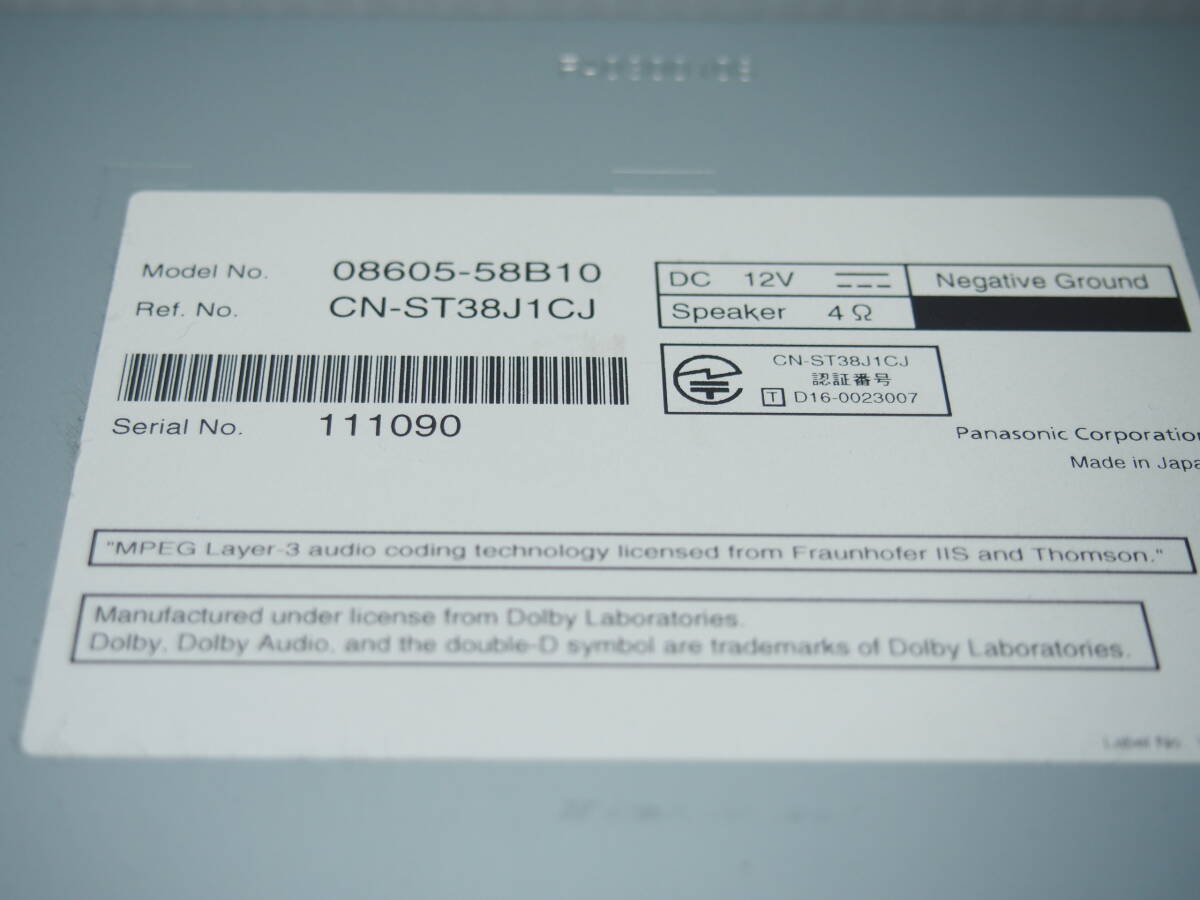 Model No. 08605-58B10
Ref. No. CN-ST38J1CJ
DC 12V
Negative Ground
Speaker 4Ω
CN-ST38J1CJ
認証番号
T D16-0023007
Serial No. 111090
Panasonic Corporation
Made in Japa
"MPEG Layer-3 audio coding technology licensed from Fraunhofer IIS and Thomson."
Manufactured under license from Dolby Laboratories.
Dolby, Dolby Audio, and the double-D symbol are trademarks of Dolby Laboratories.
Label No.